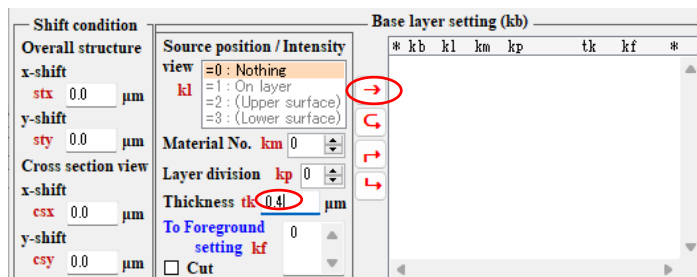 Shift condition
Overall structure
x-shift
stx 0.0 μm
y-shift
sty 0.0 μm
Cross section view
x-shift
csx 0.0 μm
y-shift
csy 0.0 μm
Source position / Intensity
view
kl
=0 : Nothing
=1 : On layer
=2 : (Upper surface)
=3 : (Lower surface)
Material No. km 0
Layer division kp 0
Thickness tk 0.4 μm
To Foreground
setting kf
0
Cut
Base layer setting (kb)
* kb kl km kp tk kf *